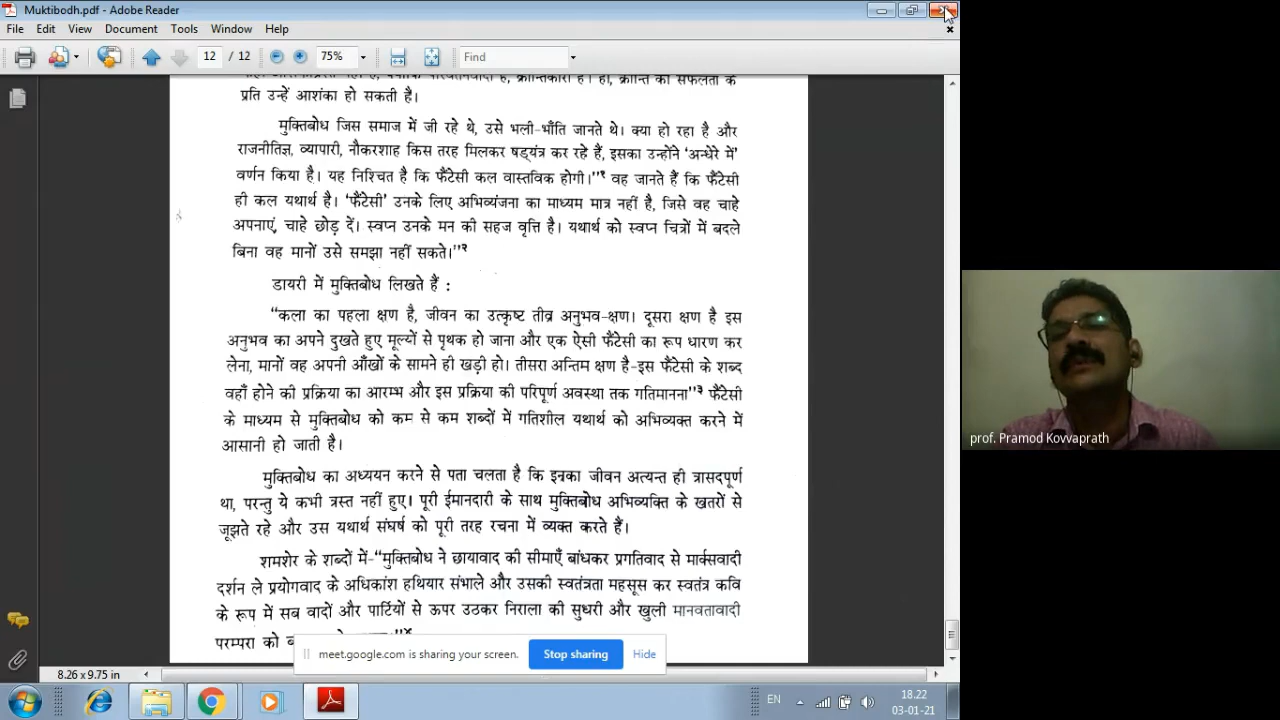 Muktibodh.pdf - Adobe Reader
File Edit View Document Tools Window Help
12 / 12 75% Find
प्रति उन्हें आशंका हो सकती है।
मुक्तिबोध जिस समाज में जी रहे थे, उसे भली-भाँति जानते थे। क्या हो रहा है और
राजनीतिज्ञ, व्यापारी, नौकरशाह किस तरह मिलकर षड्यंत्र कर रहे हैं, इसका उन्होंने ‘अन्धेरे में’
वर्णन किया है। यह निश्चित है कि फैंटेसी कल वास्तविक होगी।”१ वह जानते हैं कि फैंटेसी
ही कल यथार्थ है। ‘फैंटेसी’ उनके लिए अभिव्यंजना का माध्यम मात्र नहीं है, जिसे वह चाहे
अपनाएं, चाहे छोड़ दें। स्वप्न उनके मन की सहज वृत्ति है। यथार्थ को स्वप्न चित्रों में बदले
बिना वह मानों उसे समझा नहीं सकते।”२
डायरी में मुक्तिबोध लिखते हैं :
“कला का पहला क्षण है, जीवन का उत्कृष्ट तीव्र अनुभव-क्षण। दूसरा क्षण है इस
अनुभव का अपने दुखते हुए मूल्यों से पृथक हो जाना और एक ऐसी फैंटेसी का रूप धारण कर
लेना, मानों वह अपनी आँखों के सामने ही खड़ी हो। तीसरा अन्तिम क्षण है-इस फैंटेसी के शब्द
वहाँ होने की प्रक्रिया का आरम्भ और इस प्रक्रिया की परिपूर्ण अवस्था तक गतिमानना”३ फैंटेसी
के माध्यम से मुक्तिबोध को कम से कम शब्दों में गतिशील यथार्थ को अभिव्यक्त करने में
आसानी हो जाती है।
मुक्तिबोध का अध्ययन करने से पता चलता है कि इनका जीवन अत्यन्त ही त्रासदपूर्ण
था, परन्तु ये कभी त्रस्त नहीं हुए। पूरी ईमानदारी के साथ मुक्तिबोध अभिव्यक्ति के खतरों से
जूझते रहे और उस यथार्थ संघर्ष को पूरी तरह रचना में व्यक्त करते हैं।
शमशेर के शब्दों में-“मुक्तिबोध ने छायावाद की सीमाएँ बांधकर प्रगतिवाद से मार्क्सवादी
दर्शन ले प्रयोगवाद के अधिकांश हथियार संभाले और उसकी स्वतंत्रता महसूस कर स्वतंत्र कवि
के रूप में सब वादों और पार्टियों से ऊपर उठकर निराला की सुधरी और खुली मानवतावादी
परम्परा को
meet.google.com is sharing your screen. Stop sharing Hide
8.26 x 9.75 in
EN 18.22
03-01-21
prof. Pramod Kovvaprath